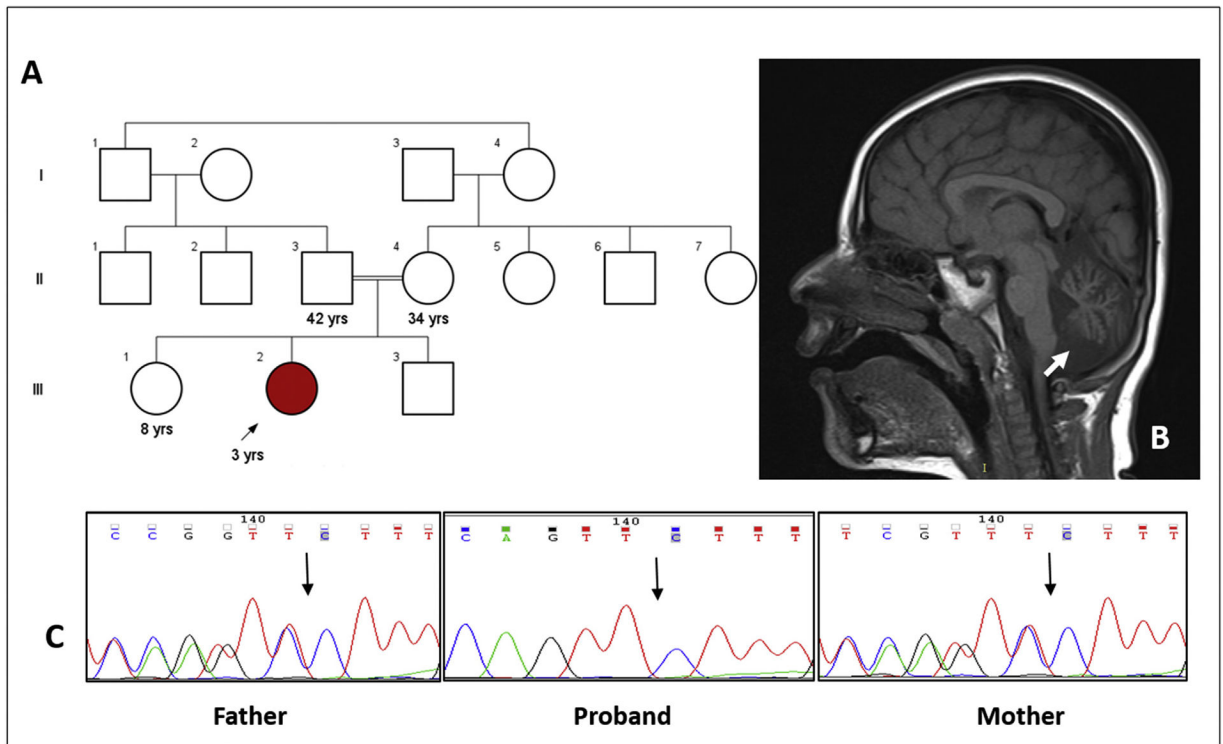 A
1 2 3 4
I
1 2 3 4 5 6 7
II
42 yrs 34 yrs
1 2 3
III
8 yrs
3 yrs
B
I
140 140 140
C C G G T T C T T T
C A G T T C T T T
T C G T T T C T T T
C
Father Proband Mother